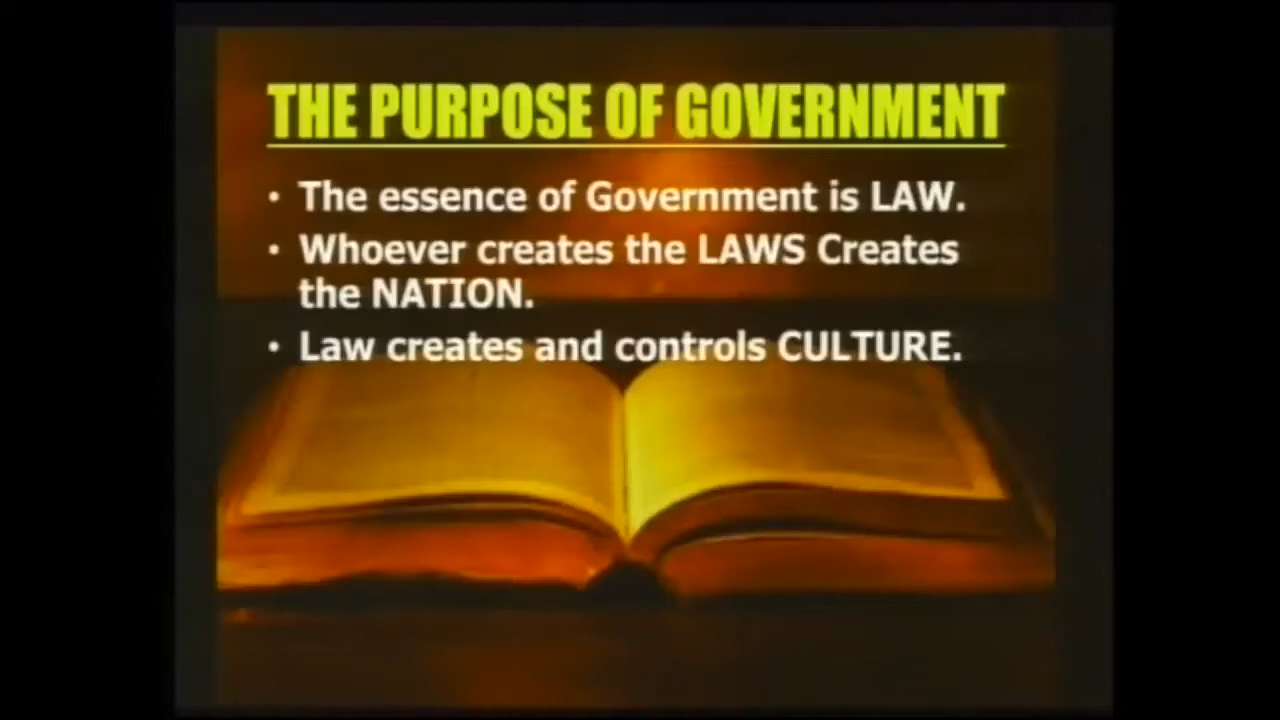 THE PURPOSE OF GOVERNMENT
• The essence of Government is LAW.
• Whoever creates the LAWS Creates
the NATION.
• Law creates and controls CULTURE.